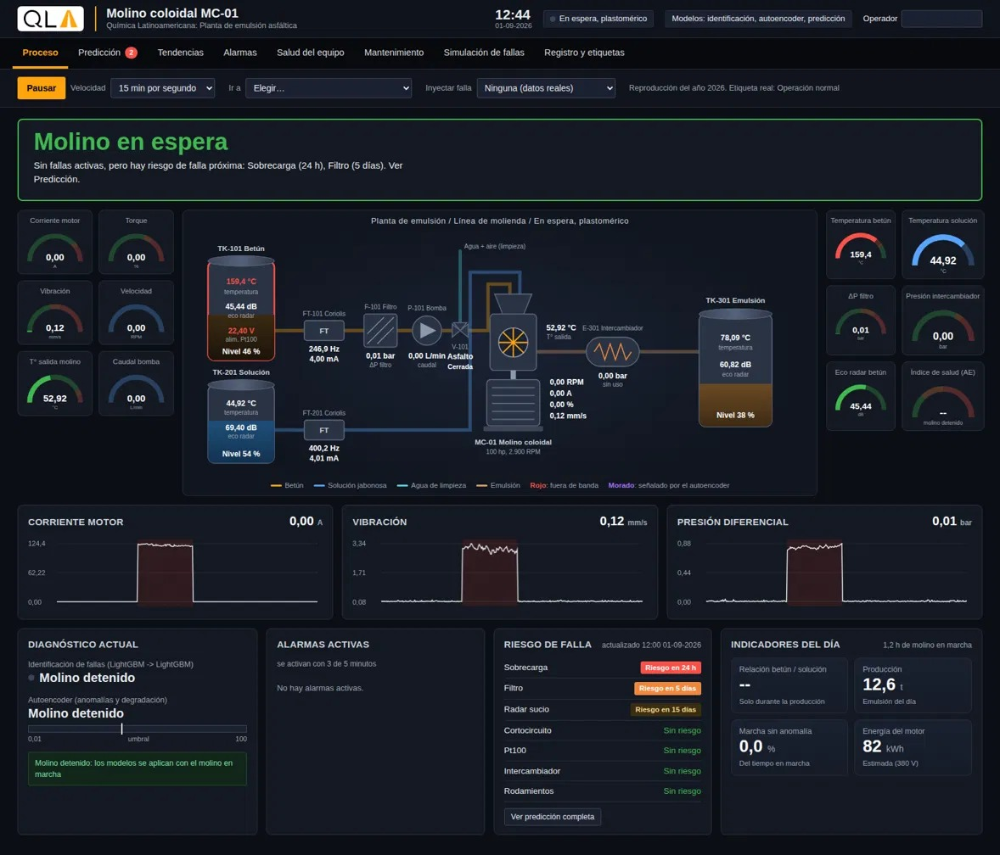 QLA
Molino coloidal MC-01
Química Latinoamericana: Planta de emulsión asfáltica
12:44
01-09-2026
En espera, plastomérico
Modelos: identificación, autoencoder, predicción
Operador
Proceso
Predicción 2
Tendencias
Alarmas
Salud del equipo
Mantenimiento
Simulación de fallas
Registro y etiquetas
Pausar
Velocidad
15 min por segundo
Ir a
Elegir…
Inyectar falla
Ninguna (datos reales)
Reproducción del año 2026. Etiqueta real: Operación normal
Molino en espera
Sin fallas activas, pero hay riesgo de falla próxima: Sobrecarga (24 h), Filtro (5 días). Ver
Predicción.
Corriente motor
0,00
A
Torque
0,00
%
Vibración
0,12
mm/s
Velocidad
0,00
RPM
T° salida molino
52,92
°C
Caudal bomba
0,00
L/min
Planta de emulsión / Línea de molienda / En espera, plastomérico
TK-101 Betún
159,4 °C
temperatura
45,44 dB
eco radar
22,40 V
alim. Pt100
Nivel 46 %
TK-201 Solución
44,92 °C
temperatura
69,40 dB
eco radar
Nivel 54 %
FT-101 Coriolis
FT
246,9 Hz
4,00 mA
F-101 Filtro
0,01 bar
ΔP filtro
P-101 Bomba
0,00 L/min
caudal
Agua + aire (limpieza)
V-101
Asfalto
Cerrada
FT-201 Coriolis
FT
400,2 Hz
4,01 mA
52,92 °C
T° salida
0,00 RPM
0,00 A
0,00 %
0,12 mm/s
MC-01 Molino coloidal
100 hp, 2.900 RPM
E-301 Intercambiador
0,00 bar
sin uso
TK-301 Emulsión
78,09 °C
temperatura
60,82 dB
eco radar
Nivel 38 %
Betún
Solución jabonosa
Agua de limpieza
Emulsión
Rojo: fuera de banda
Morado: señalado por el autoencoder
Temperatura betún
159,4
°C
Temperatura solución
44,92
°C
ΔP filtro
0,01
bar
Presión intercambiador
0,00
bar
Eco radar betún
45,44
dB
Índice de salud (AE)
--
molino detenido
CORRIENTE MOTOR
0,00 A
124,4
62,22
0,00
VIBRACIÓN
0,12 mm/s
3,34
1,71
0,08
PRESIÓN DIFERENCIAL
0,01 bar
0,88
0,44
0,00
DIAGNÓSTICO ACTUAL
Identificación de fallas (LightGBM -> LightGBM)
Molino detenido
Autoencoder (anomalías y degradación)
Molino detenido
0,01
umbral
100
Molino detenido: los modelos se aplican con el molino en
marcha
ALARMAS ACTIVAS
se activan con 3 de 5 minutos
No hay alarmas activas.
RIESGO DE FALLA
actualizado 12:00 01-09-2026
Sobrecarga
Riesgo en 24 h
Filtro
Riesgo en 5 días
Radar sucio
Riesgo en 15 días
Cortocircuito
Sin riesgo
Pt100
Sin riesgo
Intercambiador
Sin riesgo
Rodamientos
Sin riesgo
Ver predicción completa
INDICADORES DEL DÍA
1,2 h de molino en marcha
Relación betún / solución
--
Solo durante la producción
Producción
12,6 t
Emulsión del día
Marcha sin anomalía
0,0 %
Del tiempo en marcha
Energía del motor
82 kWh
Estimada (380 V)